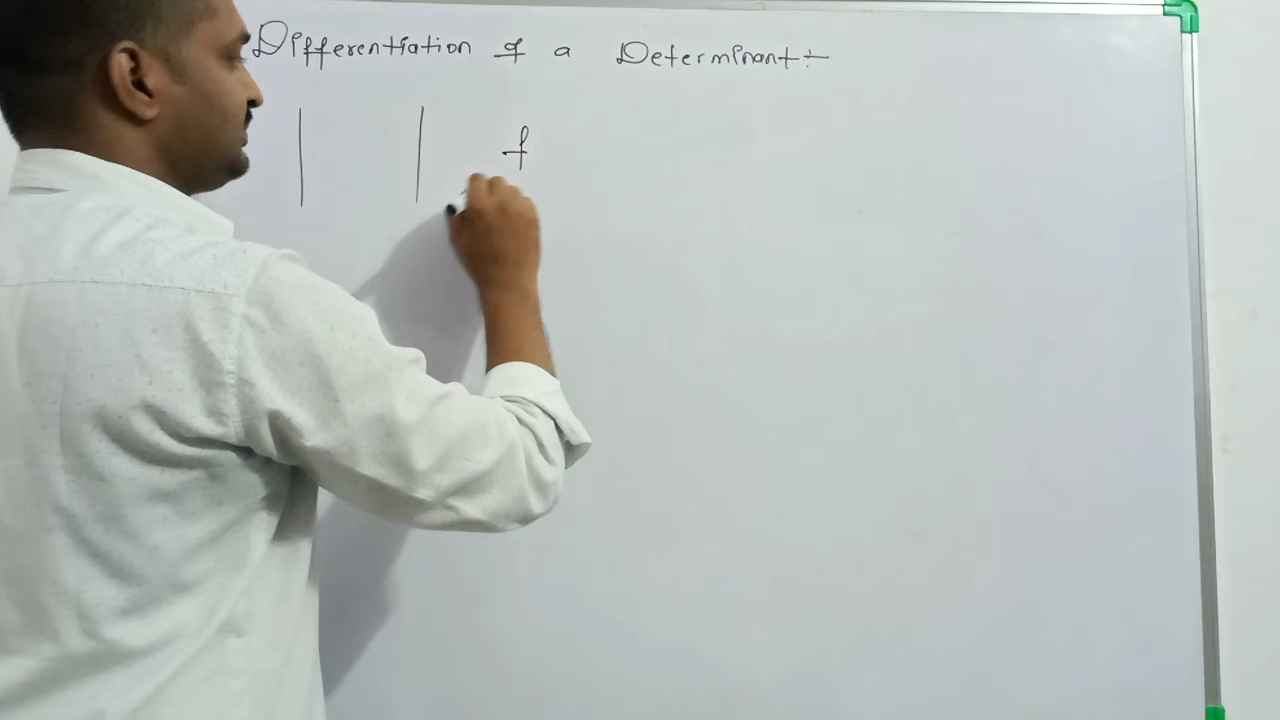 Differentiation of a Determinant :-
| | f